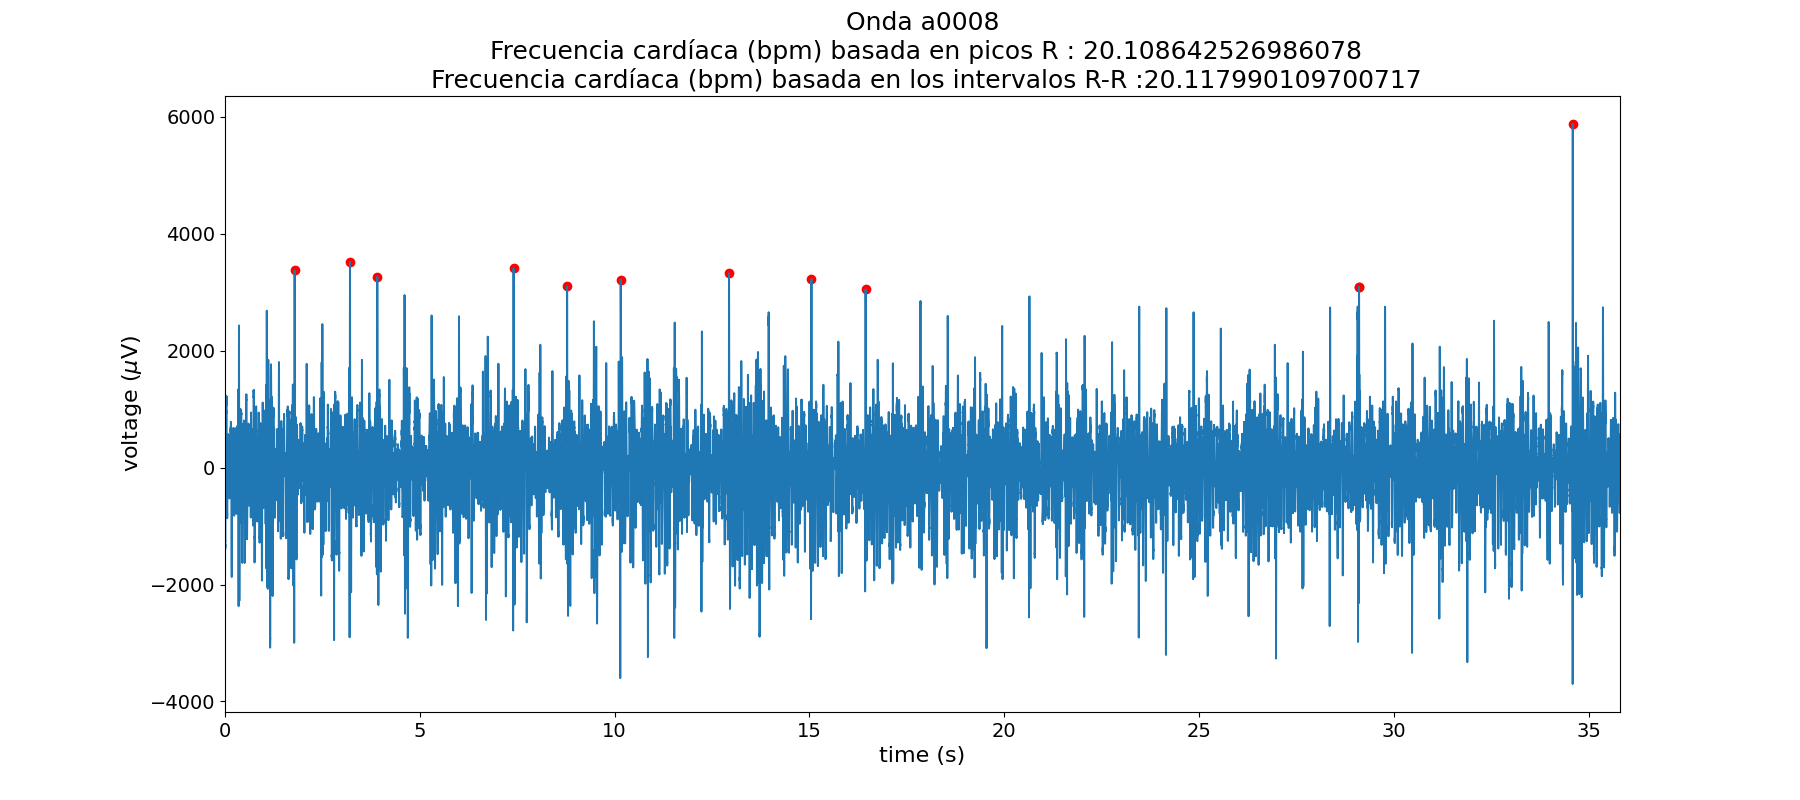 Onda a0008
Frecuencia cardíaca (bpm) basada en picos R : 20.108642526986078
Frecuencia cardíaca (bpm) basada en los intervalos R-R :20.117990109700717
6000
4000
2000
0
−2000
−4000
voltage (μV)
0 5 10 15 20 25 30 35
time (s)